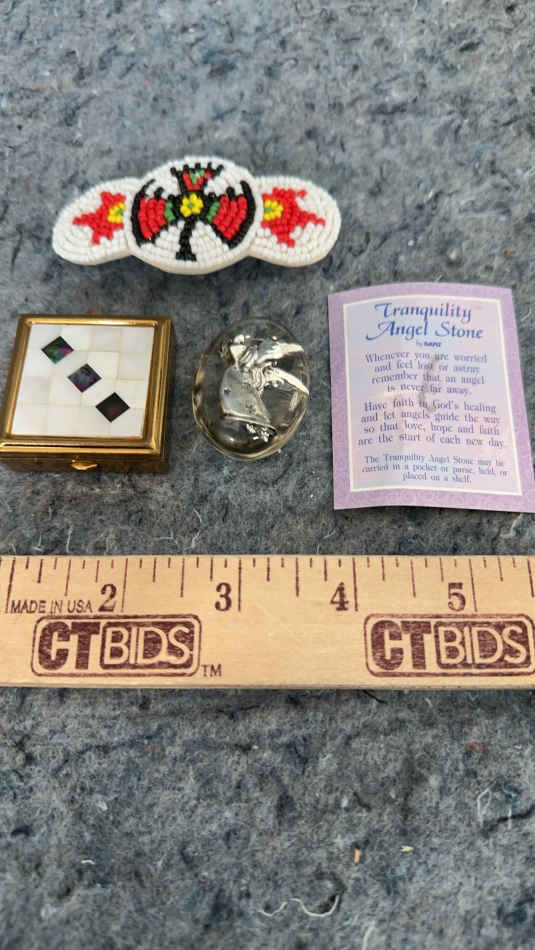 Tranquility
Angel Stone
by GANZ
Whenever you are worried
and feel lost or astray
remember that an angel
is never far away.
Have faith in God's healing
and let angels guide the way
so that love, hope and faith
are the start of each new day.
The Tranquility Angel Stone may be
carried in a pocket or purse, held, or
placed on a shelf.
2 3 4 5
MADE IN USA
CTBIDS TM CTBIDS